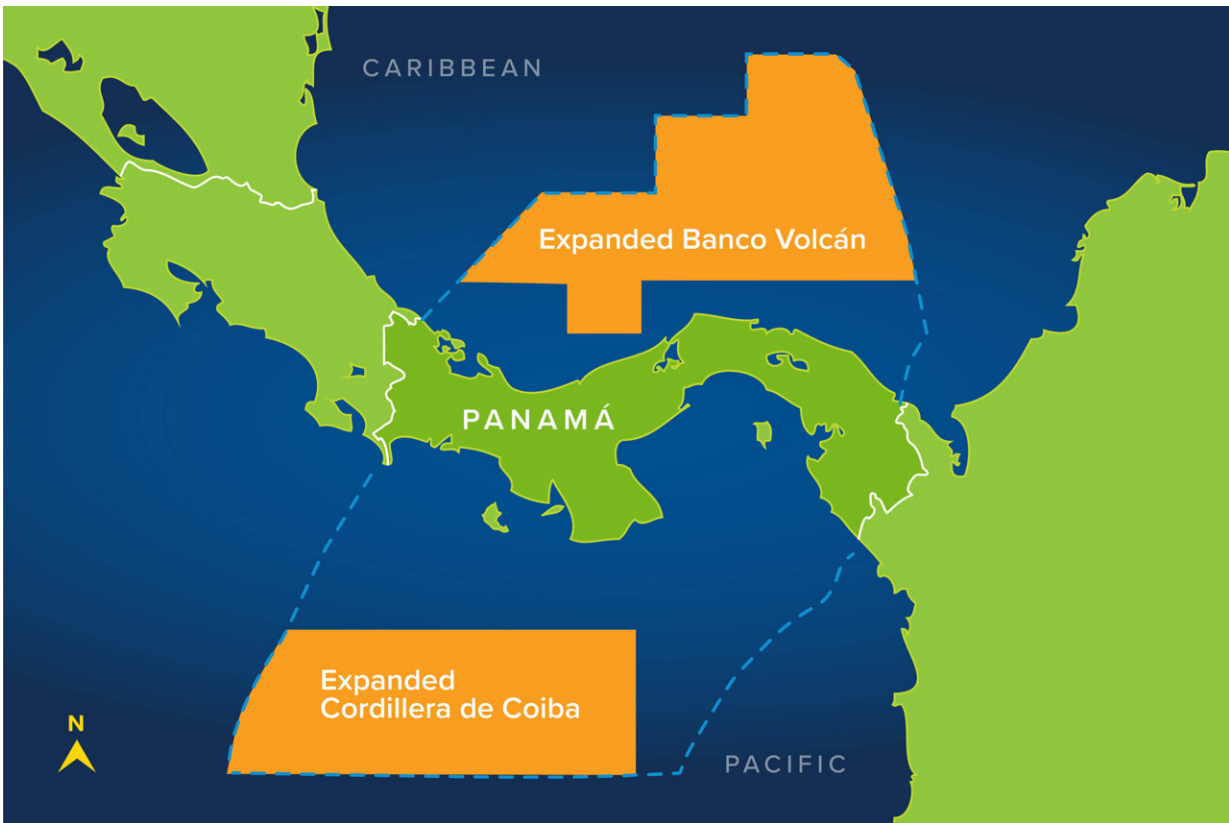 CARIBBEAN
Expanded Banco Volcán
PANAMÁ
Expanded
Cordillera de Coiba
N
PACIFIC